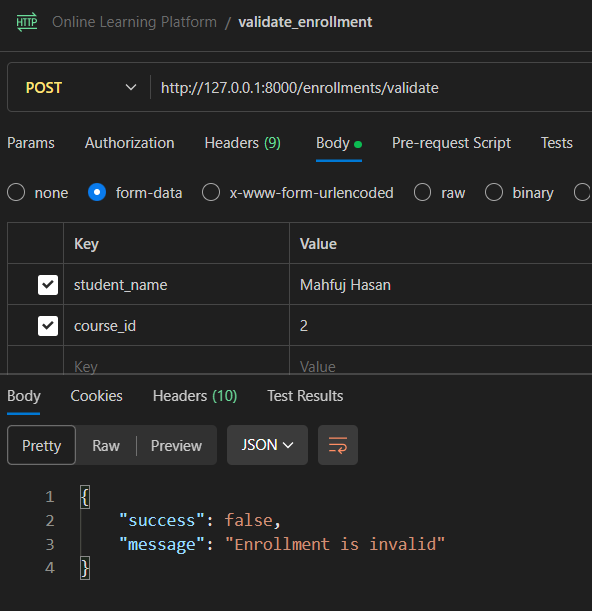 HTTP Online Learning Platform / validate_enrollment
POST http://127.0.0.1:8000/enrollments/validate
Params Authorization Headers (9) Body Pre-request Script Tests
none form-data x-www-form-urlencoded raw binary
Key Value
student_name Mahfuj Hasan
course_id 2
Key Value
Body Cookies Headers (10) Test Results
Pretty Raw Preview JSON
1 {
2 "success": false,
3 "message": "Enrollment is invalid"
4 }